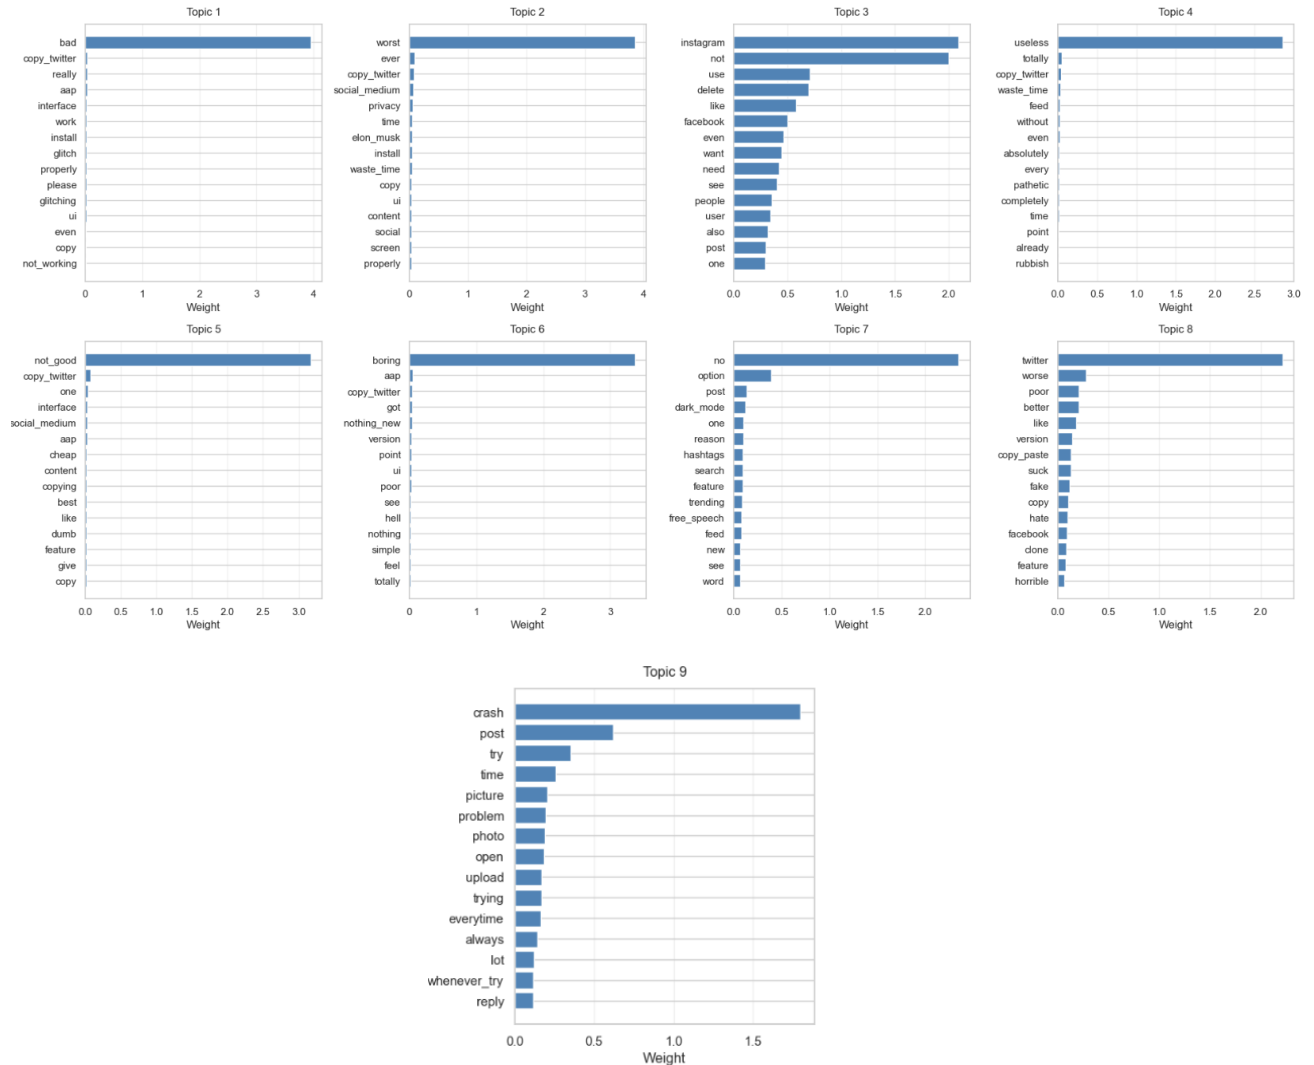 Topic 1
bad
copy_twitter
really
aap
interface
work
install
glitch
properly
please
glitching
ui
even
copy
not_working
0 1 2 3 4
Weight
Topic 2
worst
ever
copy_twitter
social_medium
privacy
time
elon_musk
install
waste_time
copy
ui
content
social
screen
properly
0 1 2 3 4
Weight
Topic 3
instagram
not
use
delete
like
facebook
even
want
need
see
people
user
also
post
one
0.0 0.5 1.0 1.5 2.0
Weight
Topic 4
useless
totally
copy_twitter
waste_time
feed
without
even
absolutely
every
pathetic
completely
time
point
already
rubbish
0.0 0.5 1.0 1.5 2.0 2.5 3.0
Weight
Topic 5
not_good
copy_twitter
one
interface
social_medium
aap
cheap
content
copying
best
like
dumb
feature
give
copy
0.0 0.5 1.0 1.5 2.0 2.5 3.0
Weight
Topic 6
boring
aap
copy_twitter
got
nothing_new
version
point
ui
poor
see
hell
nothing
simple
feel
totally
0 1 2 3
Weight
Topic 7
no
option
post
dark_mode
one
reason
hashtags
search
feature
trending
free_speech
feed
new
see
word
0.0 0.5 1.0 1.5 2.0
Weight
Topic 8
twitter
worse
poor
better
like
version
copy_paste
suck
fake
copy
hate
facebook
clone
feature
horrible
0.0 0.5 1.0 1.5 2.0
Weight
Topic 9
crash
post
try
time
picture
problem
photo
open
upload
trying
everytime
always
lot
whenever_try
reply
0.0 0.5 1.0 1.5
Weight